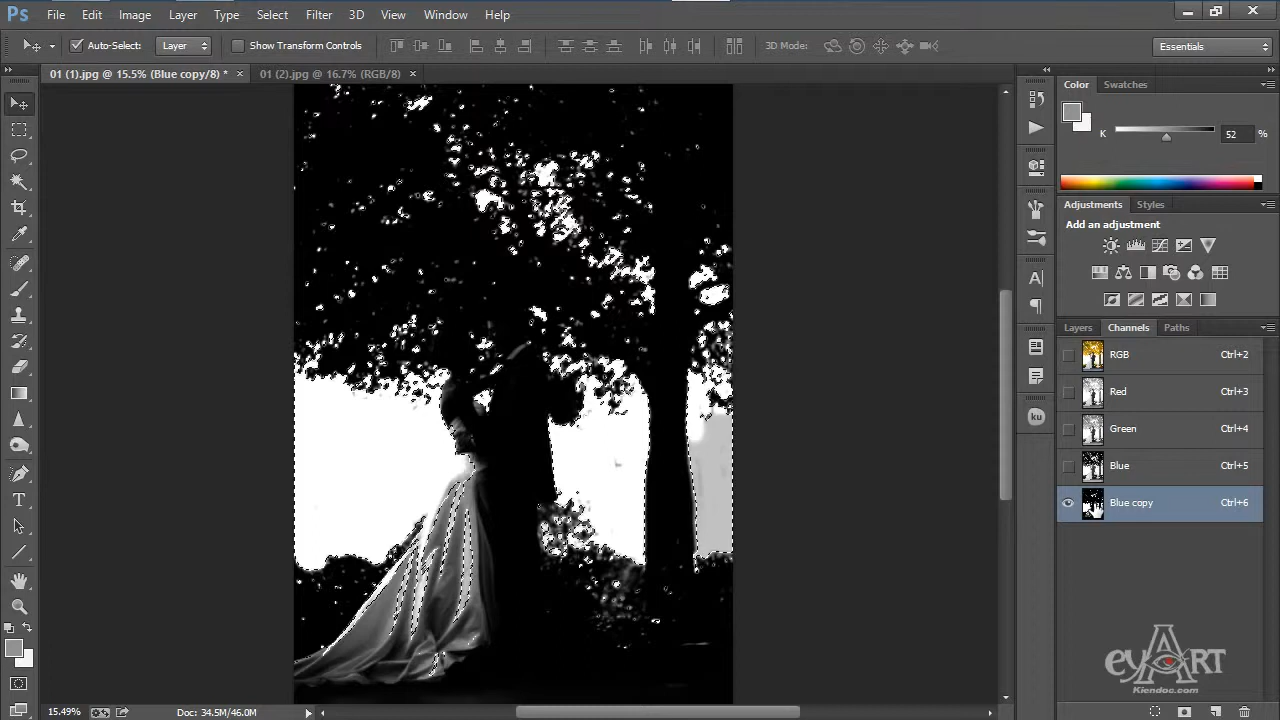 Ps File Edit Image Layer Type Select Filter 3D View Window Help
Auto-Select: Layer Show Transform Controls 3D Mode: Essentials
01 (1).jpg @ 15.5% (Blue copy/8) * × 01 (2).jpg @ 16.7% (RGB/8) ×
Color Swatches
K 52 %
Adjustments Styles
Add an adjustment
Layers Channels Paths
RGB Ctrl+2
Red Ctrl+3
Green Ctrl+4
Blue Ctrl+5
Blue copy Ctrl+6
ku
eyART
Kiendoc.com
15.49% Doc: 34.5M/46.0M